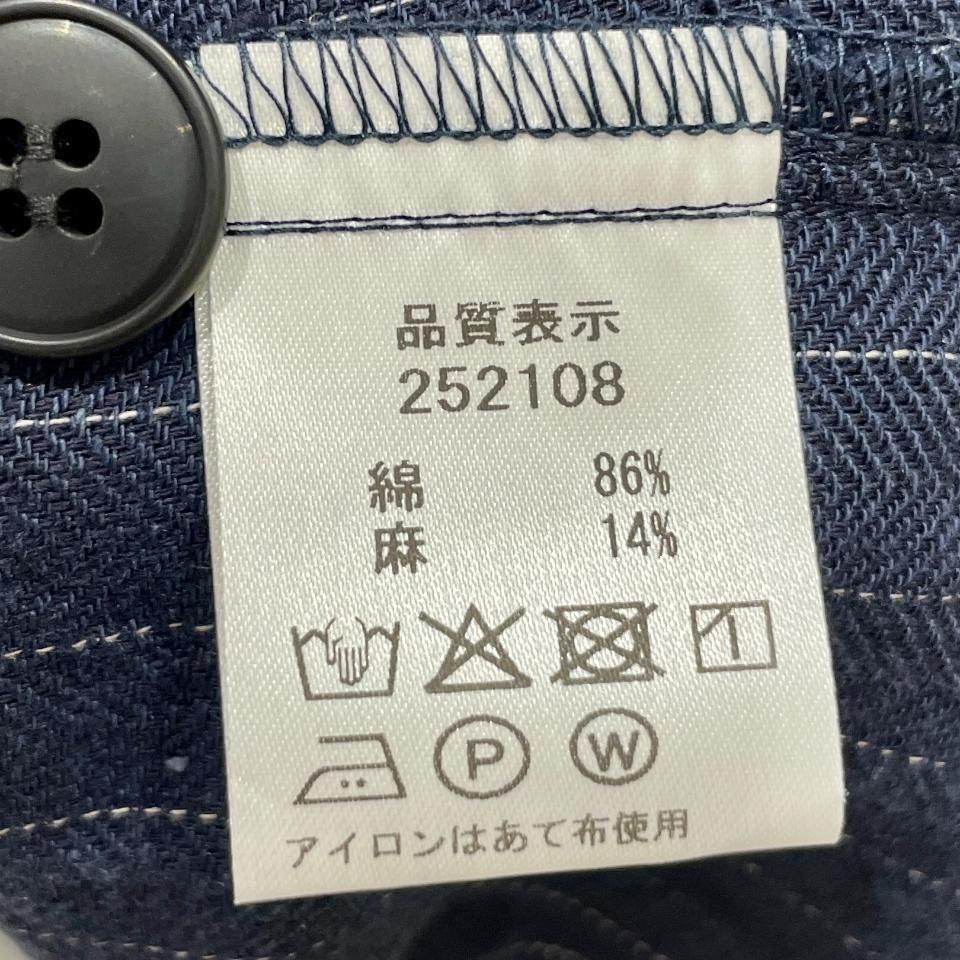 品質表示
252108
綿 86%
麻 14%
P W
アイロンはあて布使用